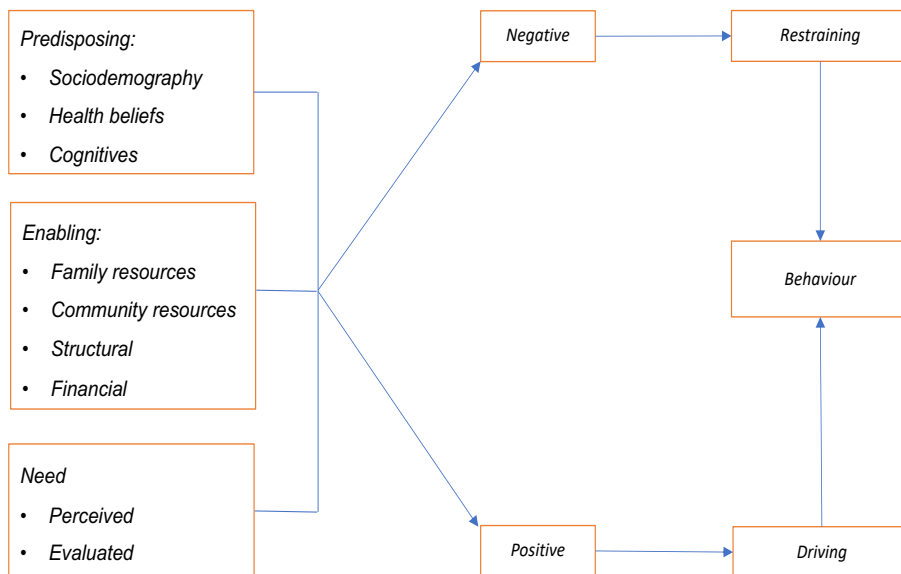 Predisposing:
• Sociodemography
• Health beliefs
• Cognitives
Enabling:
• Family resources
• Community resources
• Structural
• Financial
Need
• Perceived
• Evaluated
Negative
Restraining
Behaviour
Positive
Driving